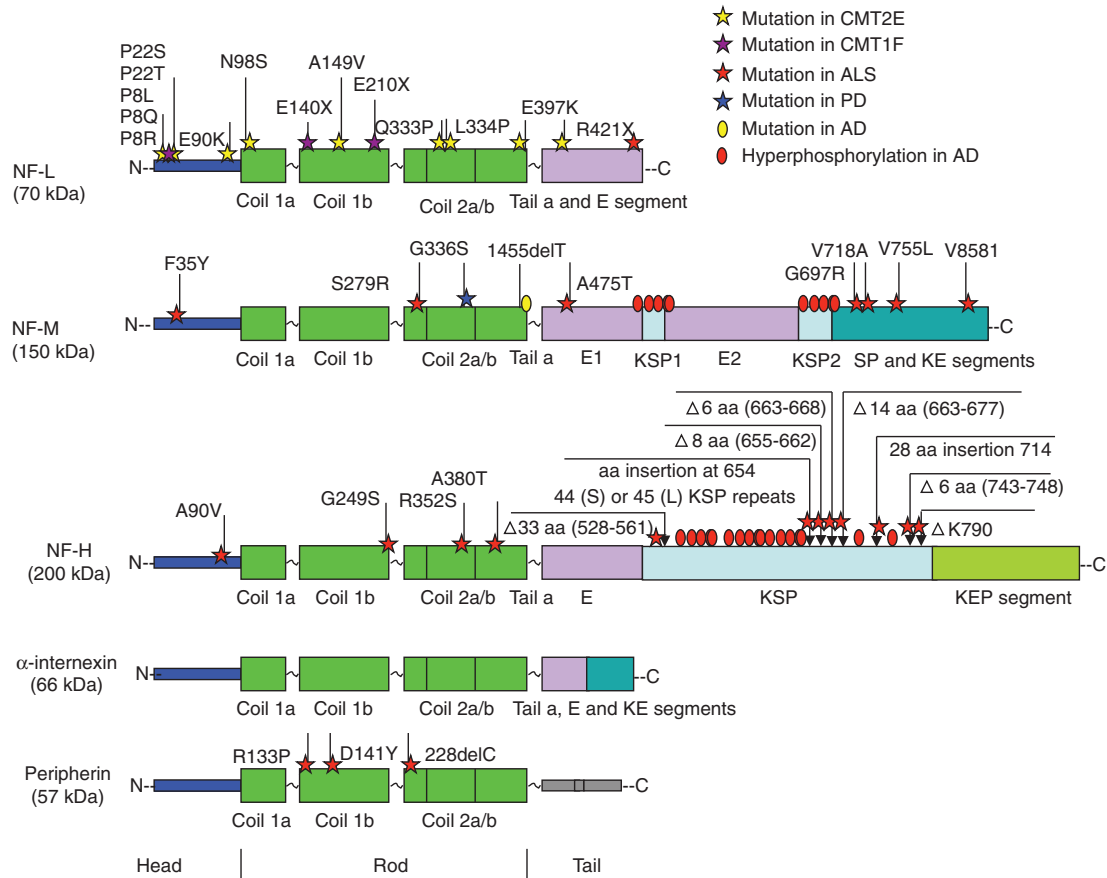 Mutation in CMT2E
Mutation in CMT1F
Mutation in ALS
Mutation in PD
Mutation in AD
Hyperphosphorylation in AD
P22S
P22T
P8L
P8Q
P8R
E90K
N98S
E140X
A149V
E210X
Q333P
L334P
E397K
R421X
NF-L
(70 kDa)
N--
--C
Coil 1a
Coil 1b
Coil 2a/b
Tail a and E segment
F35Y
S279R
G336S
1455delT
A475T
G697R
V718A
V755L
V8581
NF-M
(150 kDa)
N--
--C
Coil 1a
Coil 1b
Coil 2a/b
Tail a
E1
KSP1
E2
KSP2
SP and KE segments
△6 aa (663-668)
△14 aa (663-677)
△8 aa (655-662)
28 aa insertion 714
aa insertion at 654
△6 aa (743-748)
44 (S) or 45 (L) KSP repeats
△33 aa (528-561)
△K790
A90V
G249S
R352S
A380T
NF-H
(200 kDa)
N--
--C
Coil 1a
Coil 1b
Coil 2a/b
Tail a
E
KSP
KEP segment
α-internexin
(66 kDa)
N--
--C
Coil 1a
Coil 1b
Coil 2a/b
Tail a, E and KE segments
R133P
D141Y
228delC
Peripherin
(57 kDa)
N--
--C
Coil 1a
Coil 1b
Coil 2a/b
Head
Rod
Tail